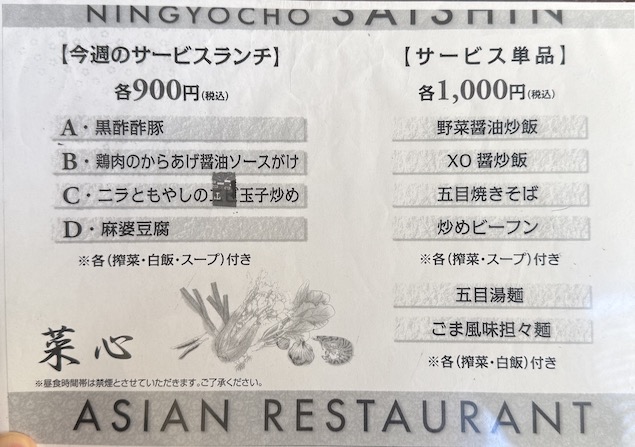 NINGYOCHO SAISHIN
【今週のサービスランチ】
各900円(税込)
A・黒酢酢豚
B・鶏肉のからあげ醤油ソースがけ
C・ニラともやしの玉子炒め
D・麻婆豆腐
※各(搾菜・白飯・スープ)付き
菜心
※昼食時間帯は禁煙とさせていただきます。ご了承ください。
【サービス単品】
各1,000円(税込)
野菜醤油炒飯
XO醤炒飯
五目焼きそば
炒めビーフン
※各(搾菜・スープ)付き
五目湯麺
ごま風味担々麺
※各(搾菜・白飯)付き
ASIAN RESTAURANT